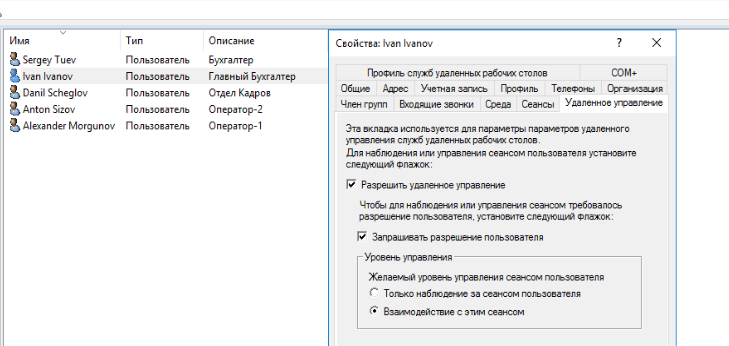 Имя Тип Описание
Sergey Tuev Пользователь Бухгалтер
Ivan Ivanov Пользователь Главный Бухгалтер
Danil Scheglov Пользователь Отдел Кадров
Anton Sizov Пользователь Оператор-2
Alexander Morgunov Пользователь Оператор-1
Свойства: Ivan Ivanov ? ✕
Профиль служб удаленных рабочих столов COM+
Общие Адрес Учетная запись Профиль Телефоны Организация
Член групп Входящие звонки Среда Сеансы Удаленное управление
Эта вкладка используется для параметры параметров удаленного
управления служб удаленных рабочих столов.
Для наблюдения или управления сеансом пользователя установите
следующий флажок:
Разрешить удаленное управление
Чтобы для наблюдения или управления сеансом требовалось
разрешение пользователя, установите следующий флажок:
Запрашивать разрешение пользователя
Уровень управления
Желаемый уровень управления сеансом пользователя
Только наблюдение за сеансом пользователя
Взаимодействие с этим сеансом